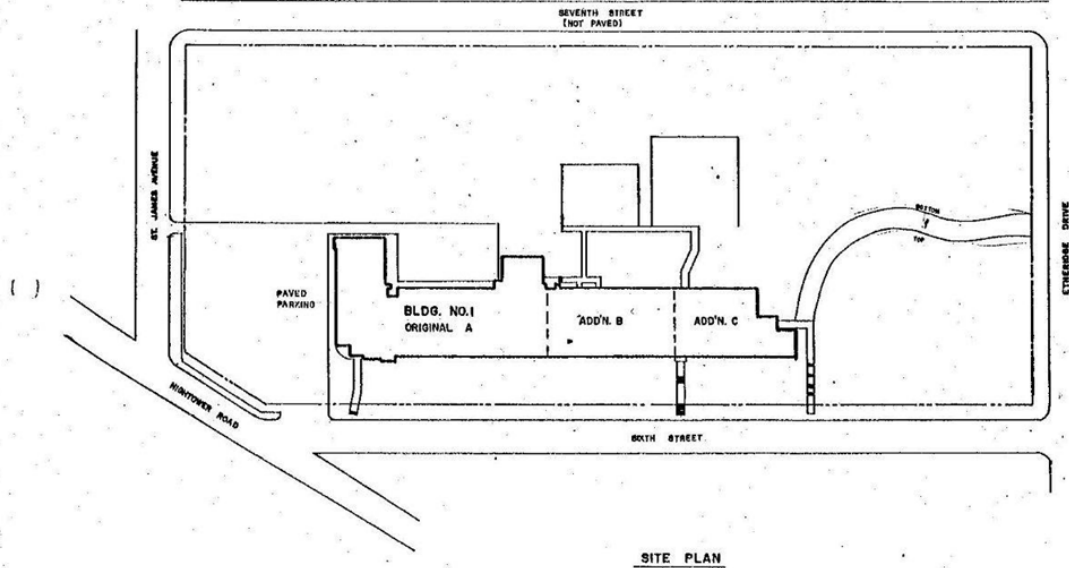 SEVENTH STREET
(NOT PAVED)
ST. JAMES AVENUE
ETHERIDGE DRIVE
BOTTOM
TOP
PAVED
PARKING
BLDG. NO.1
ORIGINAL A
ADD'N. B
ADD'N. C
HIGHTOWER ROAD
SIXTH STREET
SITE PLAN